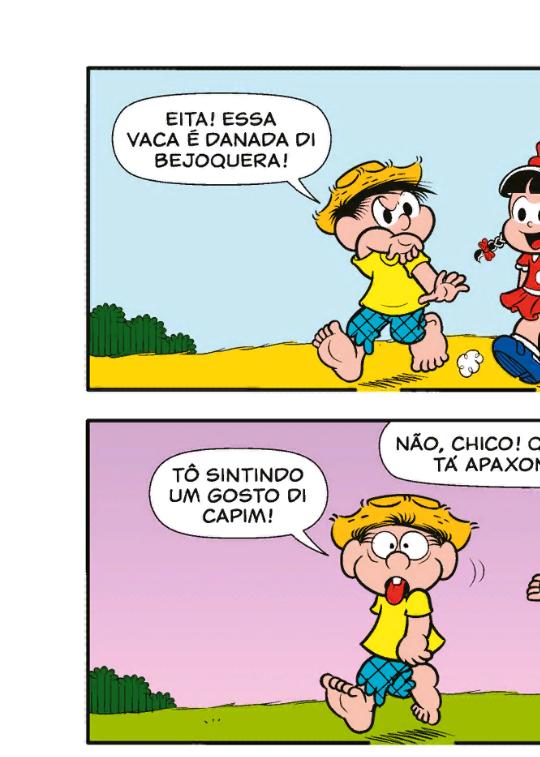 EITA! ESSA
VACA É DANADA DI
BEJOQUERA!
TÔ SINTINDO
UM GOSTO DI
CAPIM!
NÃO, CHICO!
TÁ